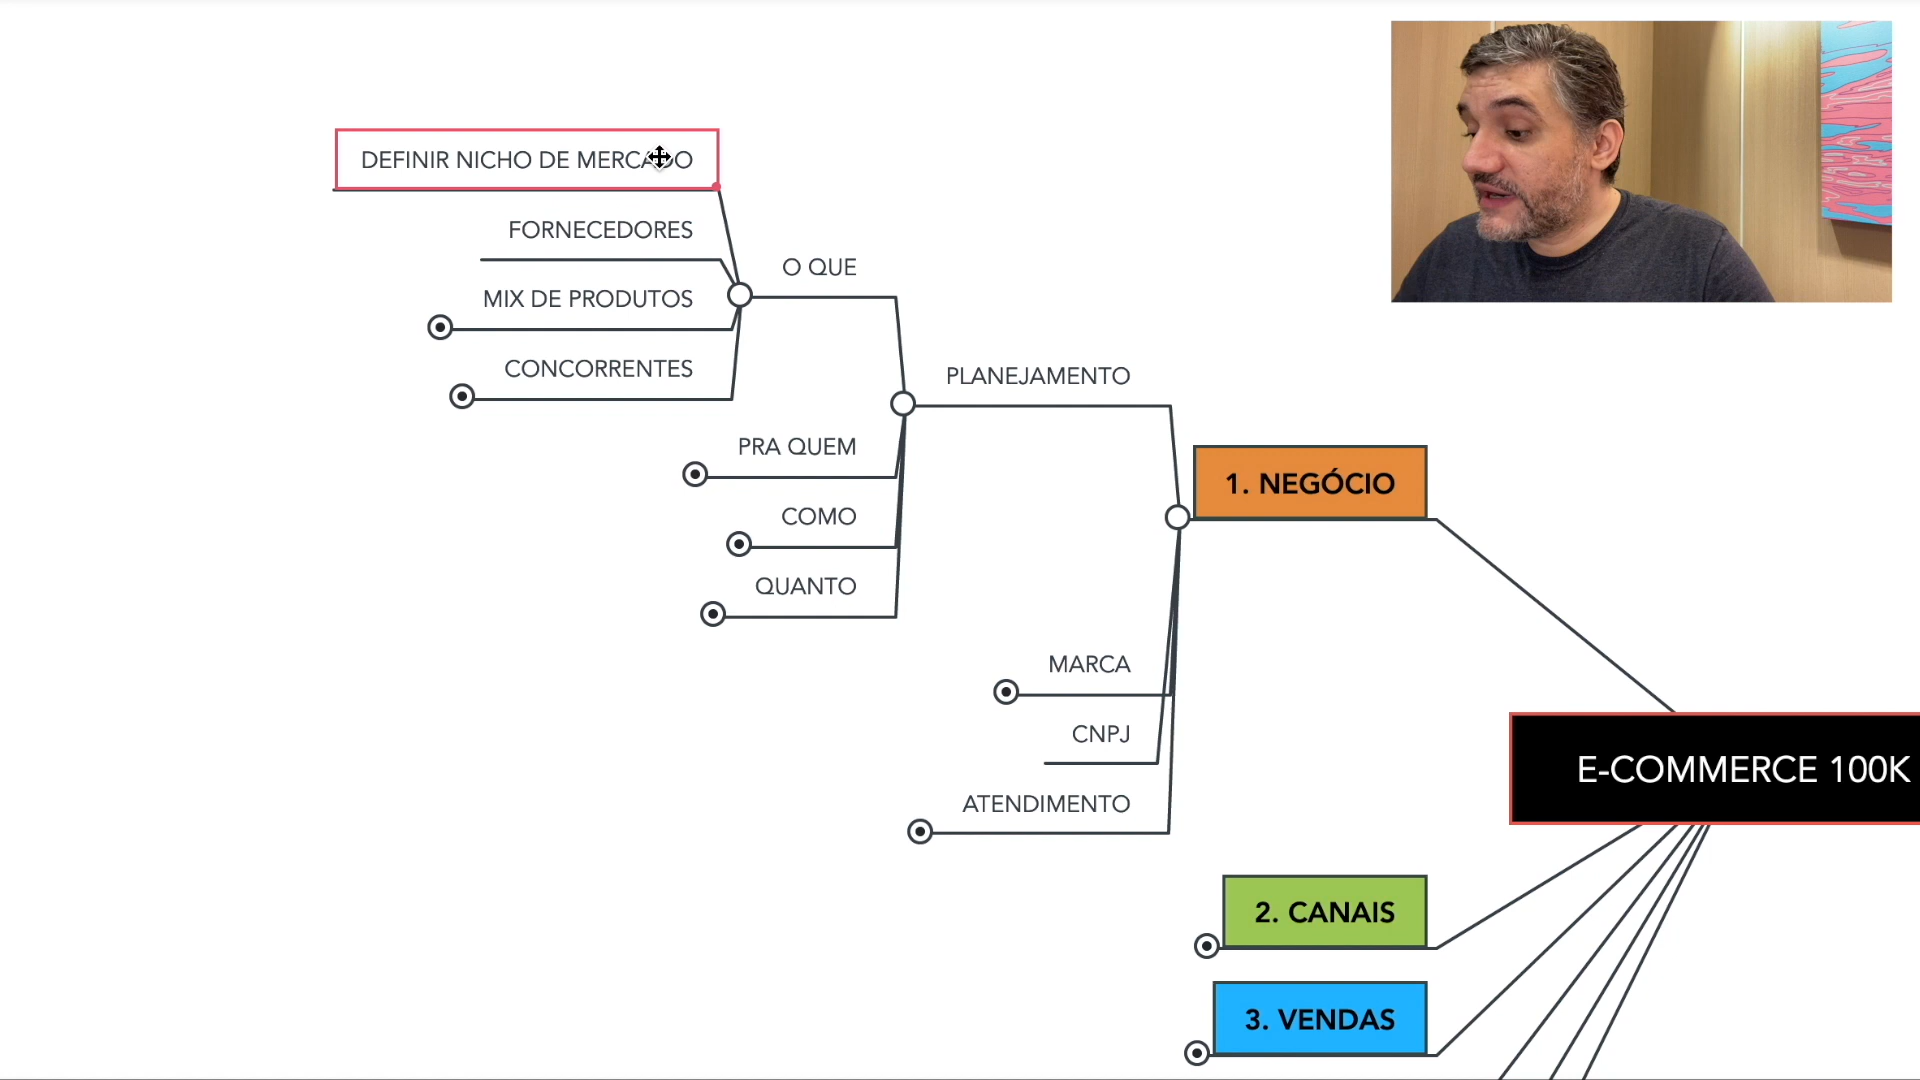 DEFINIR NICHO DE MERCADO
FORNECEDORES
O QUE
MIX DE PRODUTOS
CONCORRENTES
PLANEJAMENTO
PRA QUEM
1. NEGÓCIO
COMO
QUANTO
MARCA
CNPJ
E-COMMERCE 100K
ATENDIMENTO
2. CANAIS
3. VENDAS